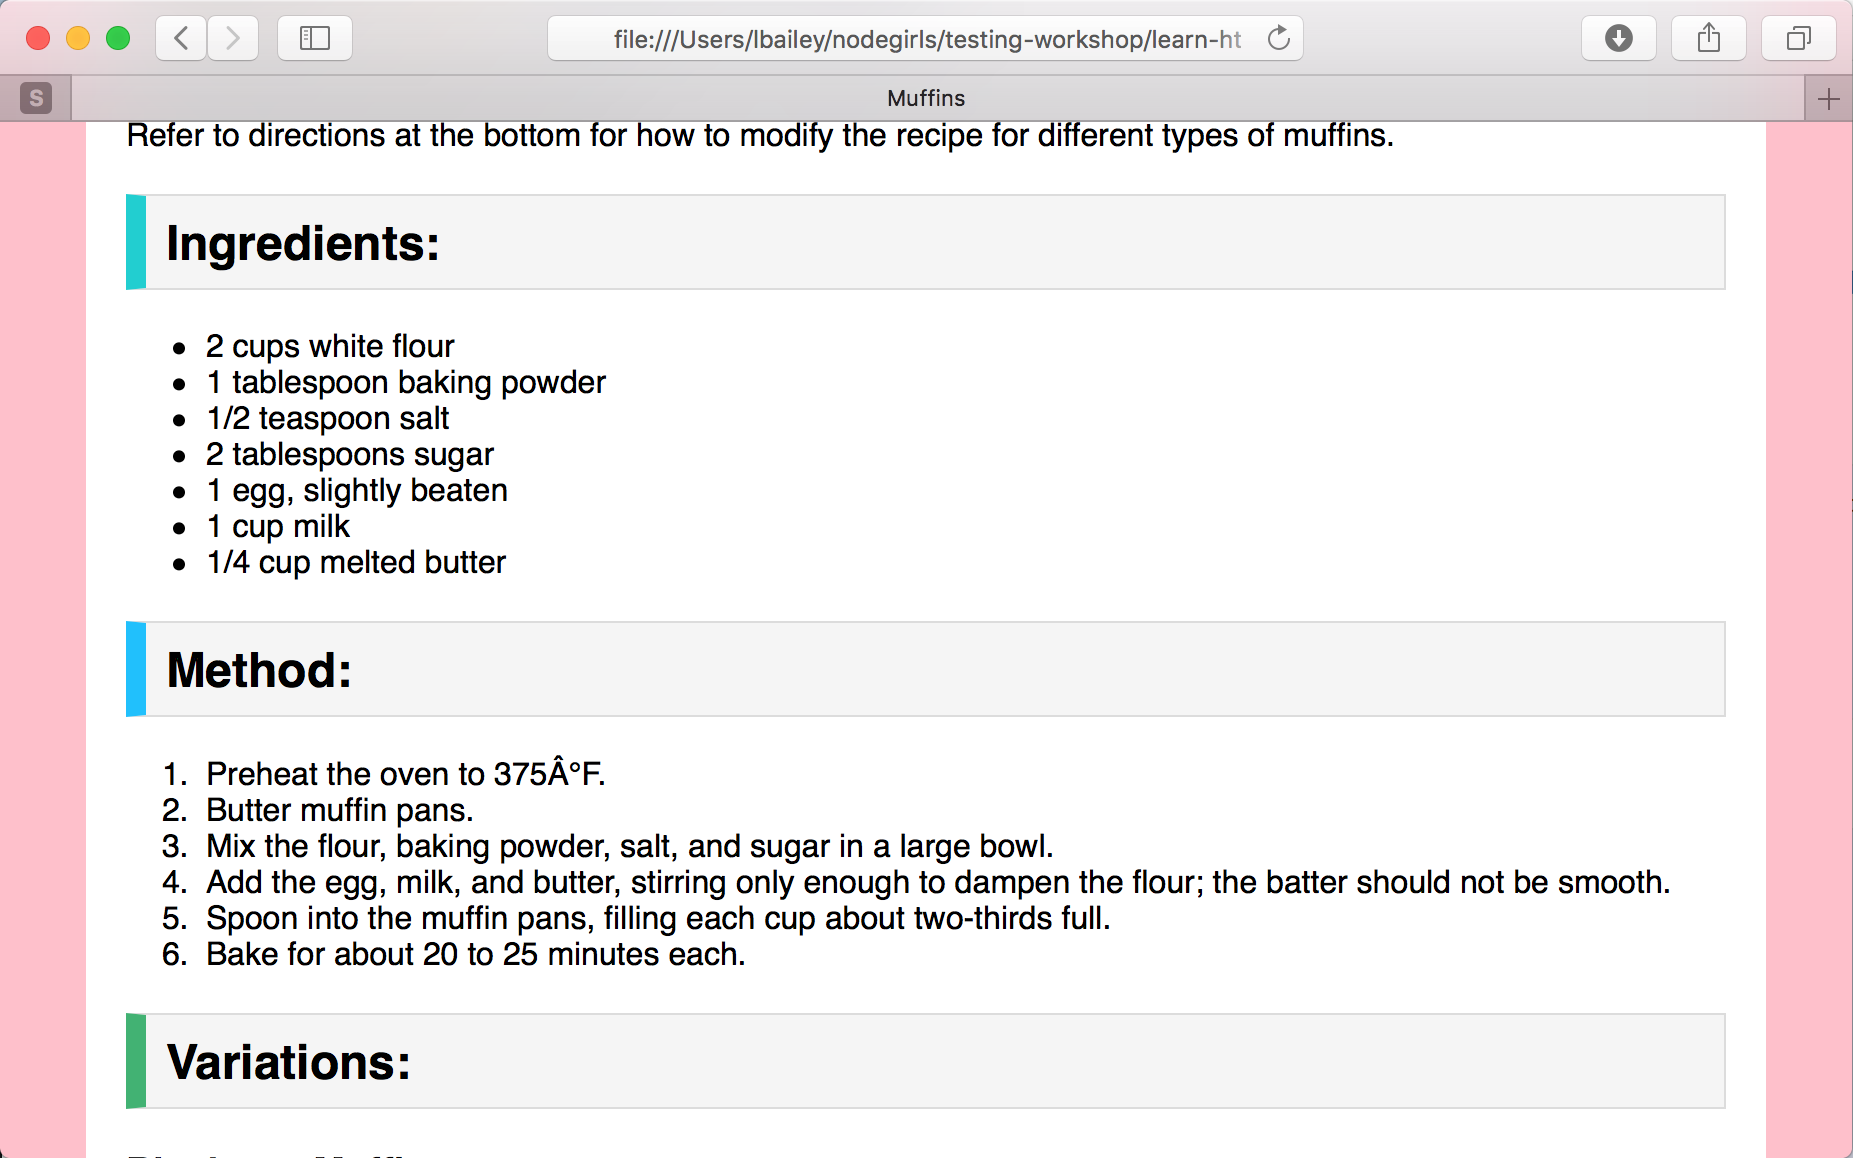 file:///Users/lbailey/nodegirls/testing-workshop/learn-ht
S
Muffins
Refer to directions at the bottom for how to modify the recipe for different types of muffins.
Ingredients:
• 2 cups white flour
• 1 tablespoon baking powder
• 1/2 teaspoon salt
• 2 tablespoons sugar
• 1 egg, slightly beaten
• 1 cup milk
• 1/4 cup melted butter
Method:
1. Preheat the oven to 375Â°F.
2. Butter muffin pans.
3. Mix the flour, baking powder, salt, and sugar in a large bowl.
4. Add the egg, milk, and butter, stirring only enough to dampen the flour; the batter should not be smooth.
5. Spoon into the muffin pans, filling each cup about two-thirds full.
6. Bake for about 20 to 25 minutes each.
Variations: